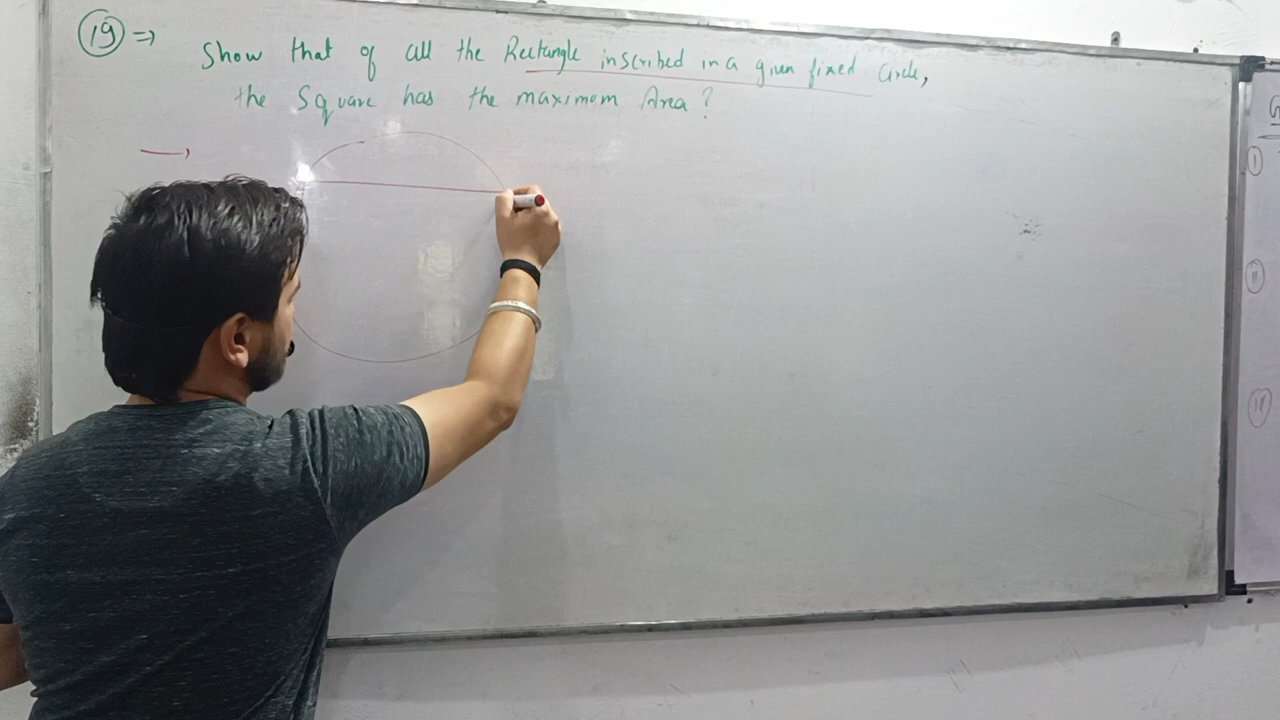 19 ⇒ Show that of all the Rectangle inscribed in a given fixed Circle,
the Square has the maximum Area ?